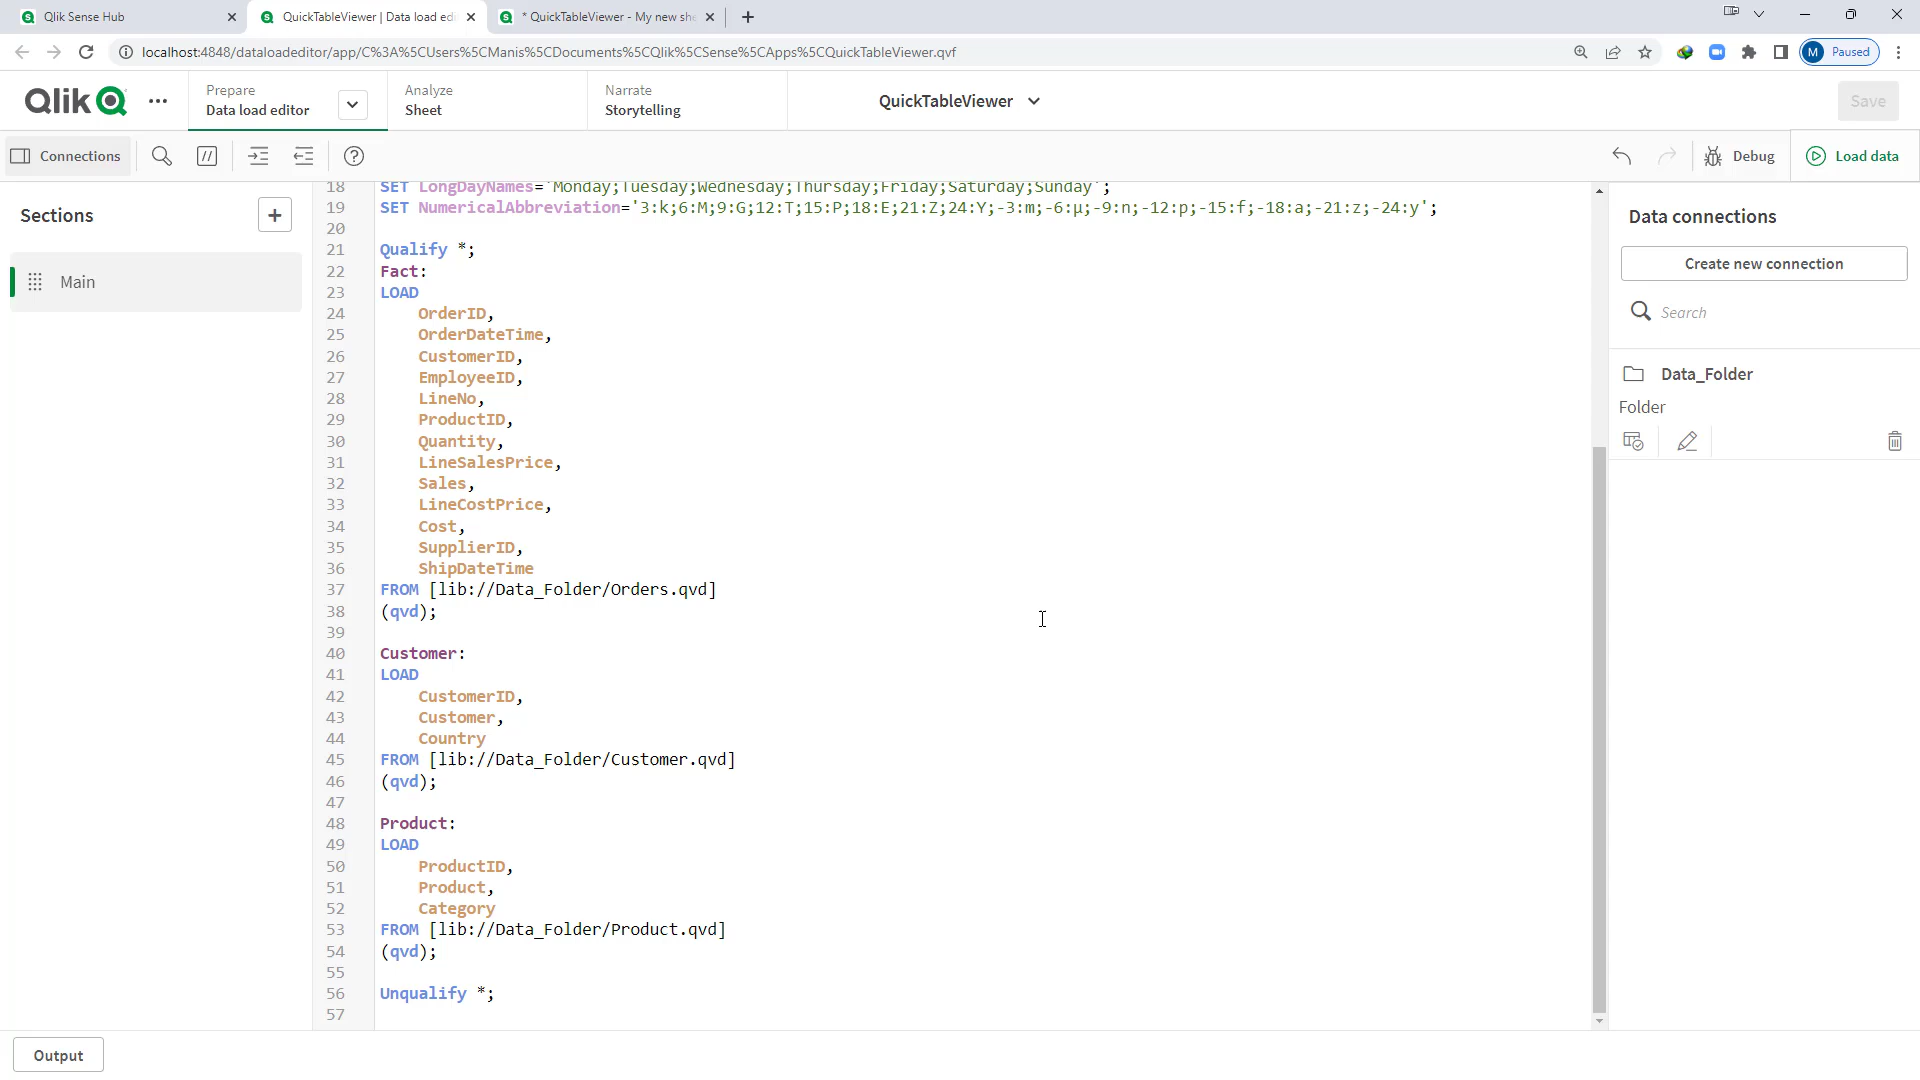 Qlik Sense Hub
QuickTableViewer | Data load edi
* QuickTableViewer - My new she
localhost:4848/dataloadeditor/app/C%3A%5CUsers%5CManis%5CDocuments%5CQlik%5CSense%5CApps%5CQuickTableViewer.qvf
M Paused
Qlik
Prepare
Data load editor
Analyze
Sheet
Narrate
Storytelling
QuickTableViewer
Save
Connections
//
?
Debug
Load data
Sections
+
Main
18 SET LongDayNames='Monday;Tuesday;Wednesday;Thursday;Friday;Saturday;Sunday';
19 SET NumericalAbbreviation='3:k;6:M;9:G;12:T;15:P;18:E;21:Z;24:Y;-3:m;-6:μ;-9:n;-12:p;-15:f;-18:a;-21:z;-24:y';
20
21 Qualify *;
22 Fact:
23 LOAD
24 OrderID,
25 OrderDateTime,
26 CustomerID,
27 EmployeeID,
28 LineNo,
29 ProductID,
30 Quantity,
31 LineSalesPrice,
32 Sales,
33 LineCostPrice,
34 Cost,
35 SupplierID,
36 ShipDateTime
37 FROM [lib://Data_Folder/Orders.qvd]
38 (qvd);
39
40 Customer:
41 LOAD
42 CustomerID,
43 Customer,
44 Country
45 FROM [lib://Data_Folder/Customer.qvd]
46 (qvd);
47
48 Product:
49 LOAD
50 ProductID,
51 Product,
52 Category
53 FROM [lib://Data_Folder/Product.qvd]
54 (qvd);
55
56 Unqualify *;
57
Data connections
Create new connection
Search
Data_Folder
Folder
Output